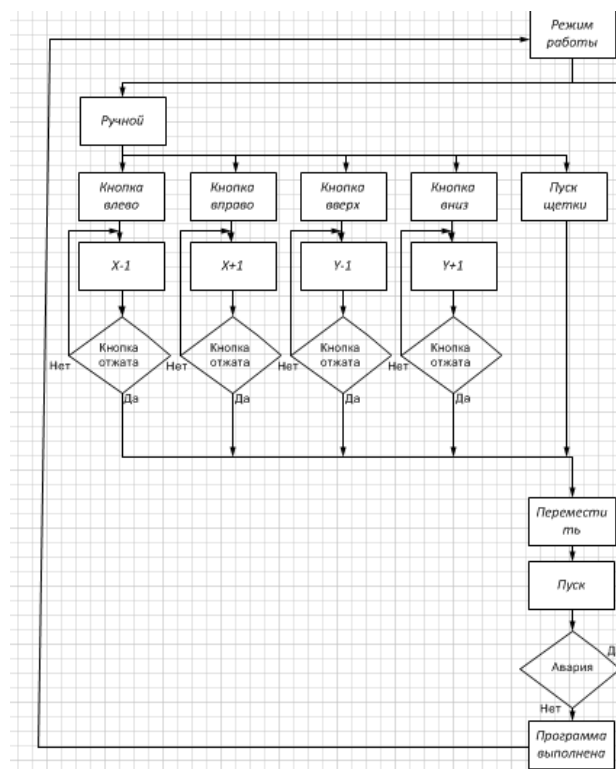 Режим
работы
Ручной
Кнопка
влево
Кнопка
вправо
Кнопка
вверх
Кнопка
вниз
Пуск
щетки
X-1
X+1
Y-1
Y+1
Кнопка
отжата
Кнопка
отжата
Кнопка
отжата
Кнопка
отжата
Нет
Нет
Нет
Нет
Да
Да
Да
Да
Перемести
ть
Пуск
Авария
Нет
Программа
выполнена